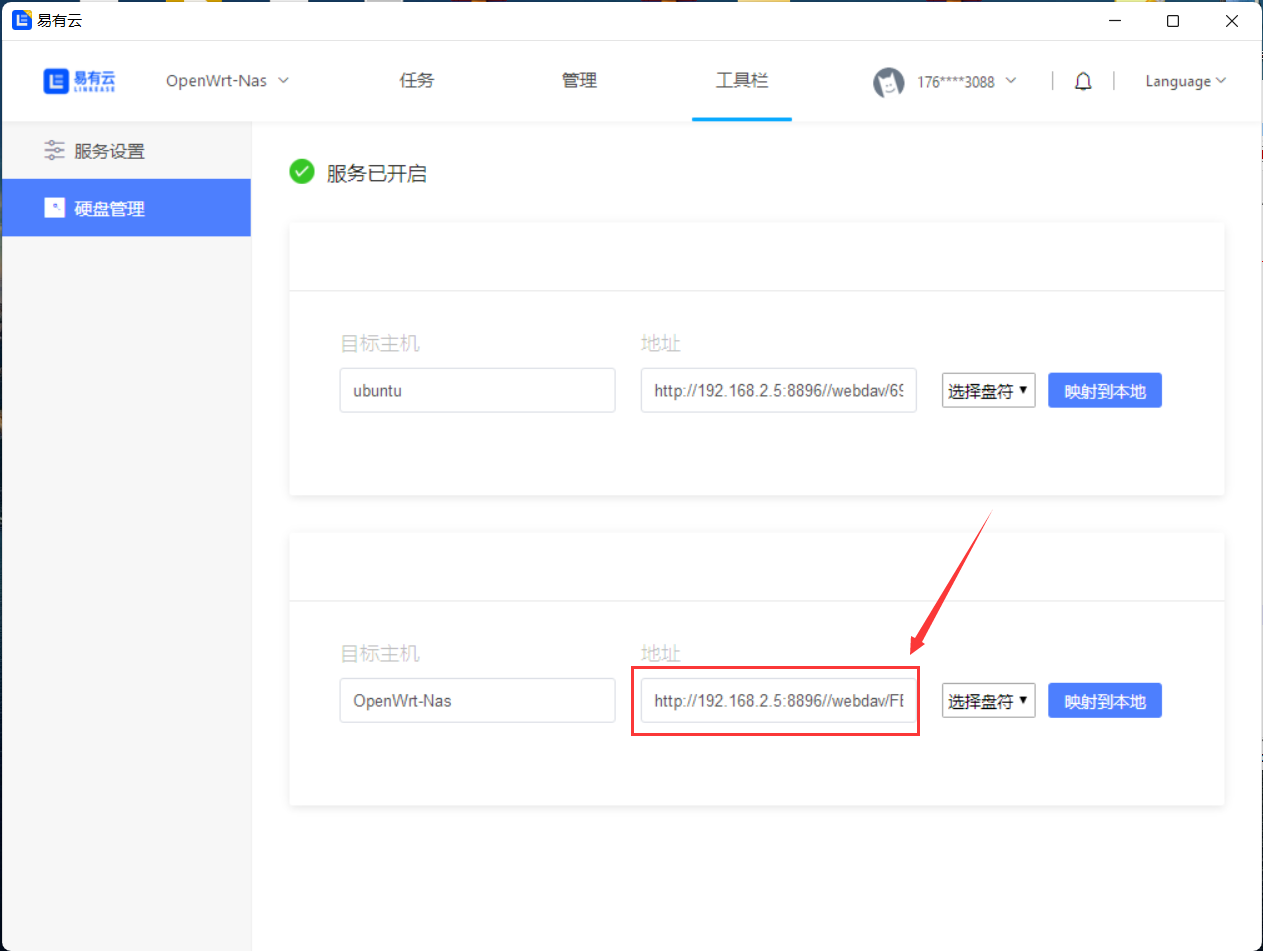 易有云
易有云
LINKEASE
OpenWrt-Nas
任务
管理
工具栏
176****3088
Language
服务设置
硬盘管理
服务已开启
目标主机
地址
ubuntu
http://192.168.2.5:8896//webdav/69
选择盘符
映射到本地
目标主机
地址
OpenWrt-Nas
http://192.168.2.5:8896//webdav/FE
选择盘符
映射到本地